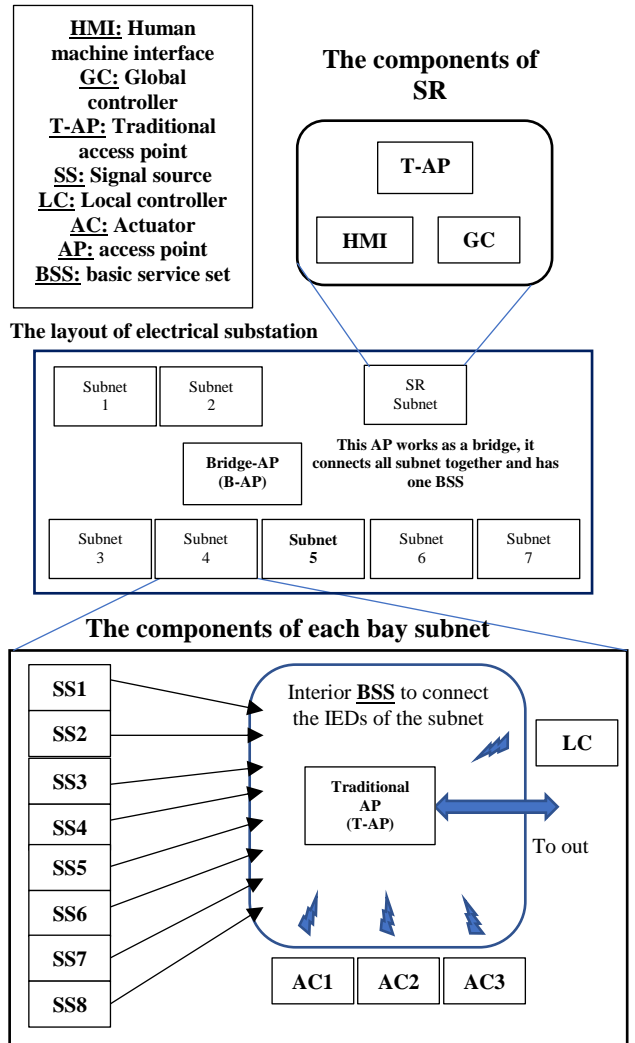 HMI: Human
machine interface
GC: Global
controller
T-AP: Traditional
access point
SS: Signal source
LC: Local controller
AC: Actuator
AP: access point
BSS: basic service set
The components of
SR
T-AP
HMI
GC
The layout of electrical substation
Subnet
1
Subnet
2
SR
Subnet
Bridge-AP
(B-AP)
This AP works as a bridge, it
connects all subnet together and has
one BSS
Subnet
3
Subnet
4
Subnet
5
Subnet
6
Subnet
7
The components of each bay subnet
SS1
SS2
SS3
SS4
SS5
SS6
SS7
SS8
Interior BSS to connect
the IEDs of the subnet
Traditional
AP
(T-AP)
LC
To out
AC1
AC2
AC3